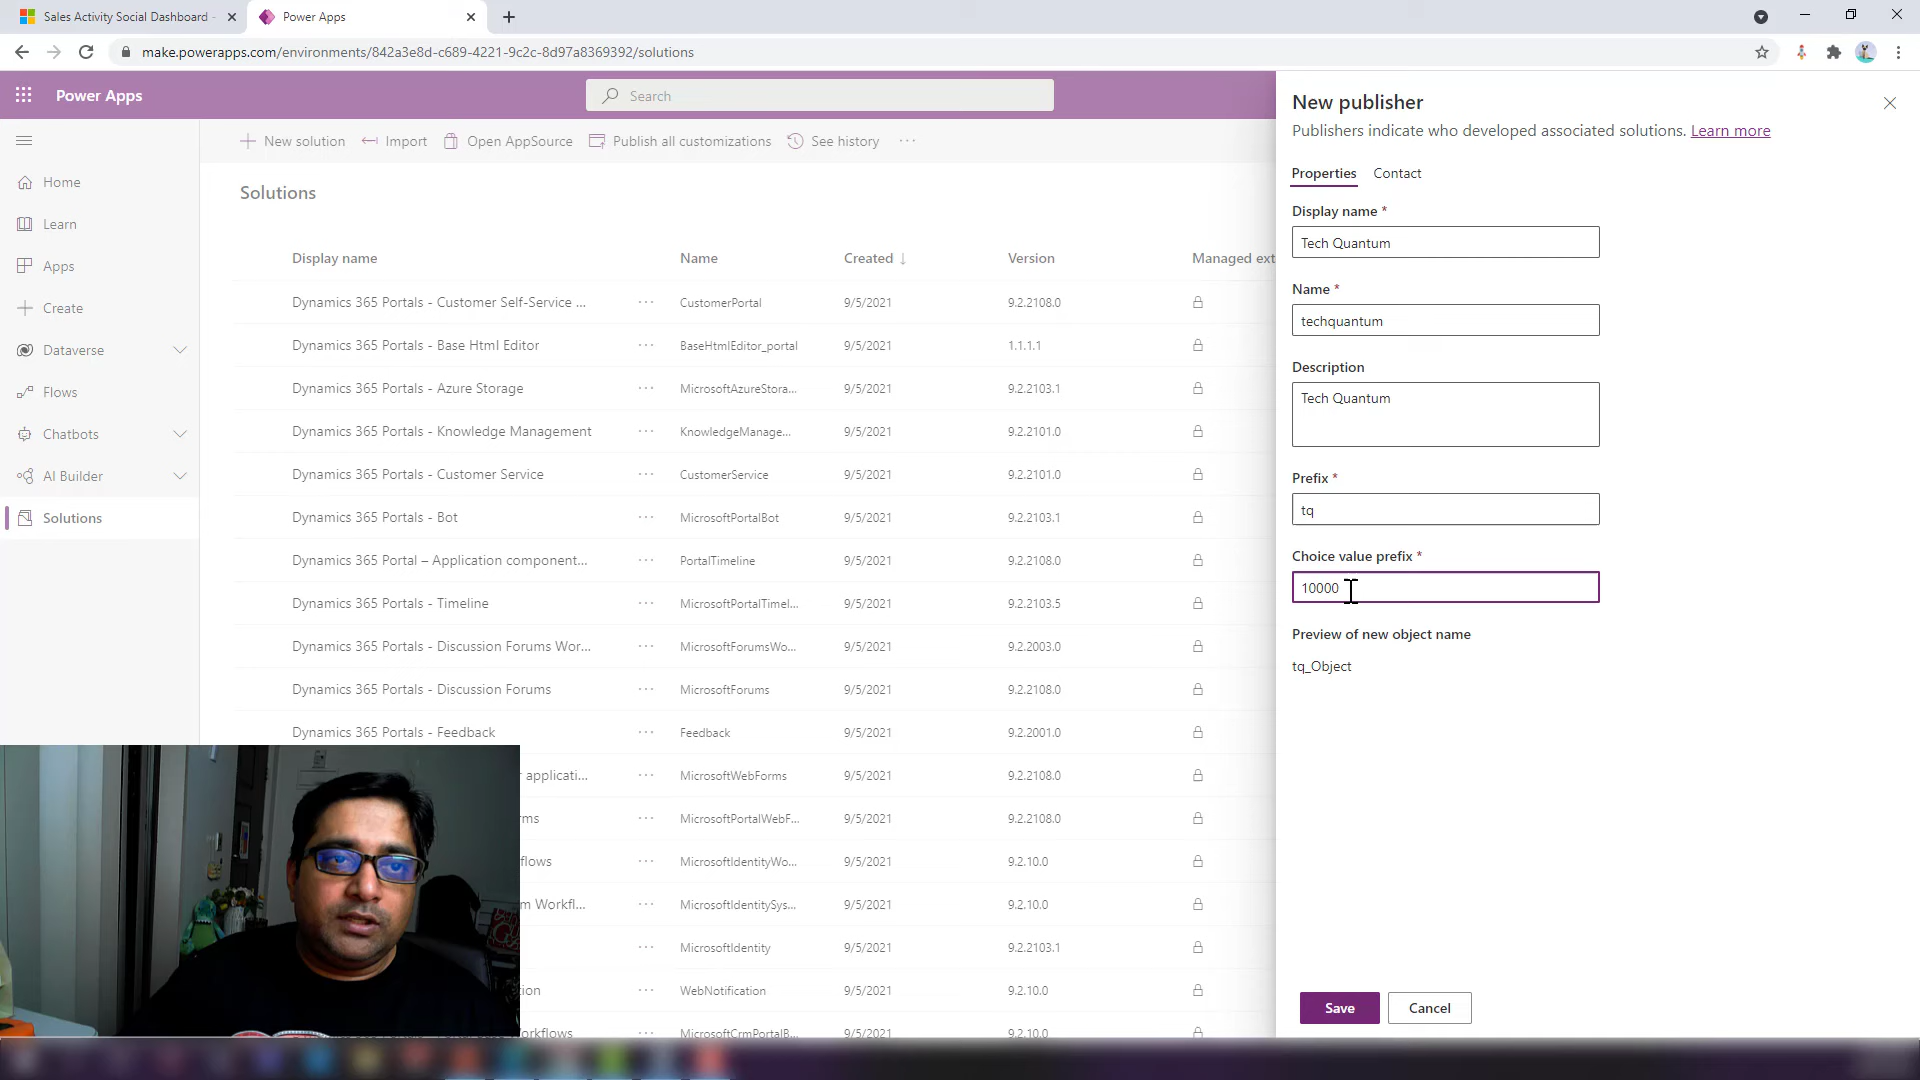 Sales Activity Social Dashboard -
Power Apps
make.powerapps.com/environments/842a3e8d-c689-4221-9c2c-8d97a8369392/solutions
Power Apps
Search
New solution
Import
Open AppSource
Publish all customizations
See history
Home
Learn
Apps
Create
Dataverse
Flows
Chatbots
AI Builder
Solutions
Solutions
Display name Name Created ↓ Version Managed ext
Dynamics 365 Portals - Customer Self-Service ... CustomerPortal 9/5/2021 9.2.2108.0
Dynamics 365 Portals - Base Html Editor BaseHtmlEditor_portal 9/5/2021 1.1.1.1
Dynamics 365 Portals - Azure Storage MicrosoftAzureStora... 9/5/2021 9.2.2103.1
Dynamics 365 Portals - Knowledge Management KnowledgeManage... 9/5/2021 9.2.2101.0
Dynamics 365 Portals - Customer Service CustomerService 9/5/2021 9.2.2101.0
Dynamics 365 Portals - Bot MicrosoftPortalBot 9/5/2021 9.2.2103.1
Dynamics 365 Portal – Application component... PortalTimeline 9/5/2021 9.2.2108.0
Dynamics 365 Portals - Timeline MicrosoftPortalTimel... 9/5/2021 9.2.2103.5
Dynamics 365 Portals - Discussion Forums Wor... MicrosoftForumsWo... 9/5/2021 9.2.2003.0
Dynamics 365 Portals - Discussion Forums MicrosoftForums 9/5/2021 9.2.2108.0
Dynamics 365 Portals - Feedback Feedback 9/5/2021 9.2.2001.0
applicati... MicrosoftWebForms 9/5/2021 9.2.2108.0
rms MicrosoftPortalWebF... 9/5/2021 9.2.2108.0
flows MicrosoftIdentityWo... 9/5/2021 9.2.10.0
m Workfl... MicrosoftIdentitySys... 9/5/2021 9.2.10.0
MicrosoftIdentity 9/5/2021 9.2.2103.1
tion WebNotification 9/5/2021 9.2.10.0
orkflows MicrosoftCrmPortalB... 9/5/2021 9.2.10.0
New publisher
Publishers indicate who developed associated solutions. Learn more
Properties Contact
Display name *
Tech Quantum
Name *
techquantum
Description
Tech Quantum
Prefix *
tq
Choice value prefix *
10000
Preview of new object name
tq_Object
Save Cancel